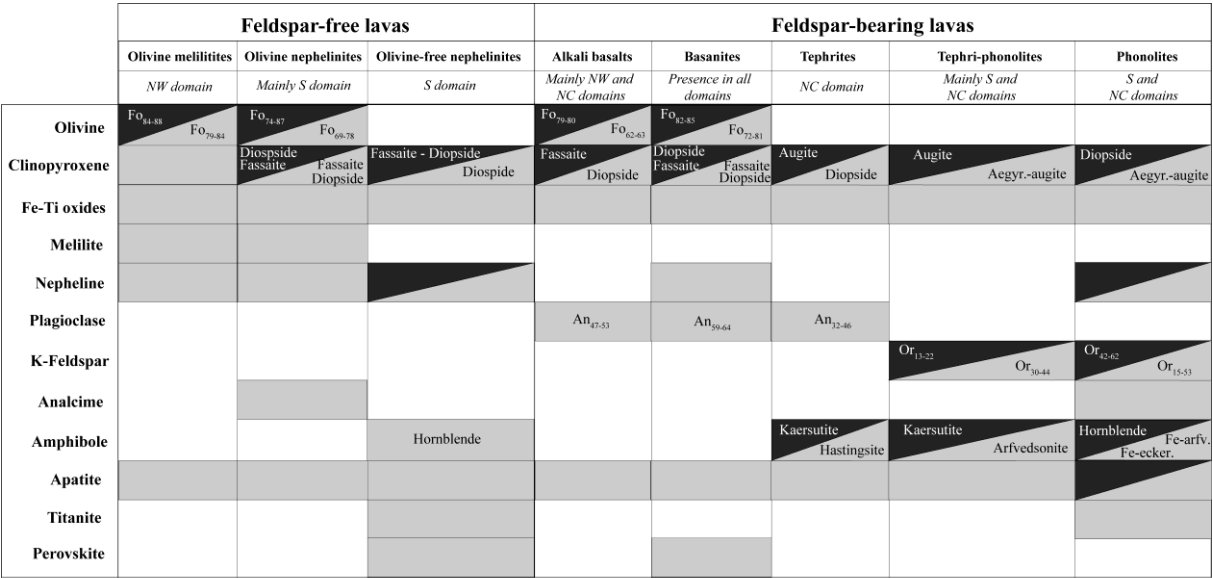 Feldspar-free lavas Feldspar-bearing lavas
Olivine melilitites Olivine nephelinites Olivine-free nephelinites Alkali basalts Basanites Tephrites Tephri-phonolites Phonolites
NW domain Mainly S domain S domain Mainly NW and NC domains Presence in all domains NC domain Mainly S and NC domains S and NC domains
Olivine Fo84-88 Fo79-84 Fo74-87 Fo69-78 Fo79-80 Fo62-63 Fo82-85 Fo72-81
Clinopyroxene Diospside Fassaite Fassaite Diopside Fassaite - Diopside Diospide Fassaite Diopside Diopside Fassaite Fassaite Diopside Augite Diopside Augite Aegyr.-augite Diopside Aegyr.-augite
Fe-Ti oxides
Melilite
Nepheline
Plagioclase An47-53 An59-64 An32-46
K-Feldspar Or13-22 Or30-44 Or42-62 Or15-53
Analcime
Amphibole Hornblende Kaersutite Hastingsite Kaersutite Arfvedsonite Hornblende Fe-arfv. Fe-ecker.
Apatite
Titanite
Perovskite